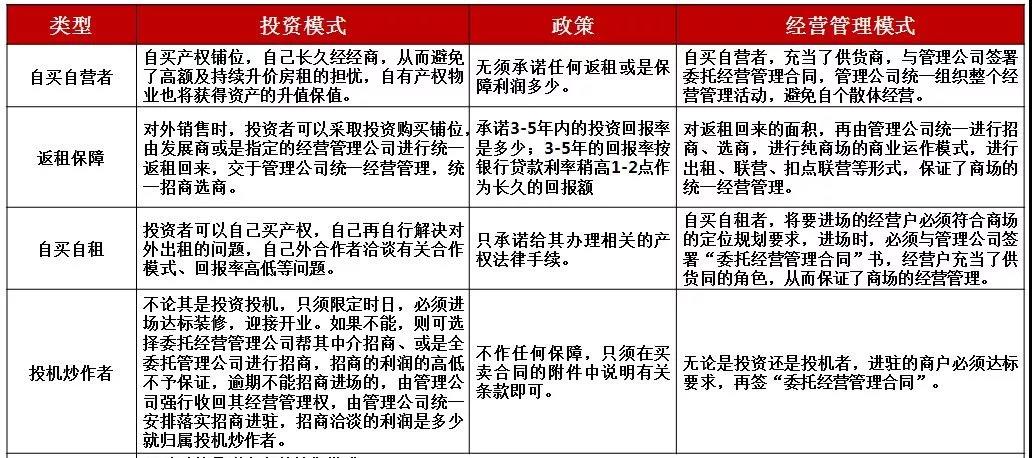 类型
投资模式
政策
经营管理模式
自买自营者
自买产权铺位，自己长久经经商，从而避免
了高额及持续升价房租的担忧，自有产权物
业也将获得资产的升值保值。
无须承诺任何返租或是保
障利润多少。
自买自营者，充当了供货商，与管理公司签署
委托经营管理合同，管理公司统一组织整个经
营管理活动，避免自个散体经营。
返租保障
对外销售时，投资者可以采取投资购买铺位，
由发展商或是指定的经营管理公司进行统一
返租回来，交于管理公司统一经营管理，统
一招商选商。
承诺3-5年内的投资回报率
是多少；3-5年的回报率按
银行贷款利率稍高1-2点作
为长久的回报额
对返租回来的面积，再由管理公司统一进行招
商、选商，进行纯商场的商业运作模式，进行
出租、联营、扣点联营等形式，保证了商场的
统一经营管理。
自买自租
投资者可以自己买产权，自己再自行解决对
外出租的问题，自己外合作者洽谈有关合作
模式、回报率高低等问题。
只承诺给其办理相关的产
权法律手续。
自买自租者，将要进场的经营户必须符合商场
的定位规划要求，进场时，必须与管理公司签
署“委托经营管理合同”书，经营户充当了供
货同的角色，从而保证了商场的经营管理。
投机炒作者
不论其是投资投机，只须限定时日，必须进
场达标装修，迎接开业。如果不能，则可选
择委托经营管理公司帮其中介招商、或是全
委托管理公司进行招商，招商的利润的高低
不予保证，逾期不能招商进场的，由管理公
司强行收回其经营管理权，由管理公司统一
安排落实招商进驻，招商洽谈的利润是多少
就归属投机炒作者。
不作任何保障，只须在买
卖合同的附件中说明有关
条款即可。
无论是投资还是投机者，进驻的商户必须达标
要求，再签“委托经营管理合同”。